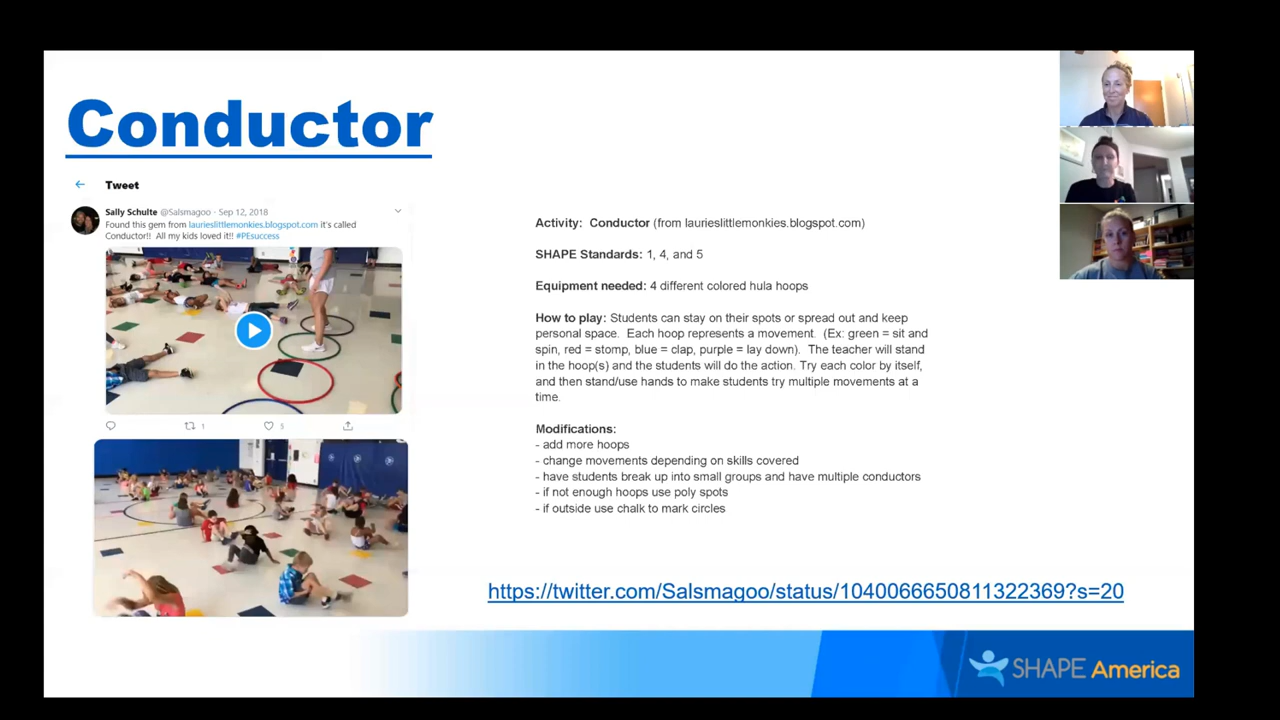 Conductor
Tweet
Sally Schulte @Salsmagoo · Sep 12, 2018
Found this gem from laurieslittlemonkies.blogspot.com it's called
Conductor!! All my kids loved it!! #PEsuccess
1
5
Activity: Conductor (from laurieslittlemonkies.blogspot.com)
SHAPE Standards: 1, 4, and 5
Equipment needed: 4 different colored hula hoops
How to play: Students can stay on their spots or spread out and keep
personal space. Each hoop represents a movement. (Ex: green = sit and
spin, red = stomp, blue = clap, purple = lay down). The teacher will stand
in the hoop(s) and the students will do the action. Try each color by itself,
and then stand/use hands to make students try multiple movements at a
time.
Modifications:
- add more hoops
- change movements depending on skills covered
- have students break up into small groups and have multiple conductors
- if not enough hoops use poly spots
- if outside use chalk to mark circles
https://twitter.com/Salsmagoo/status/1040066650811322369?s=20
SHAPE America